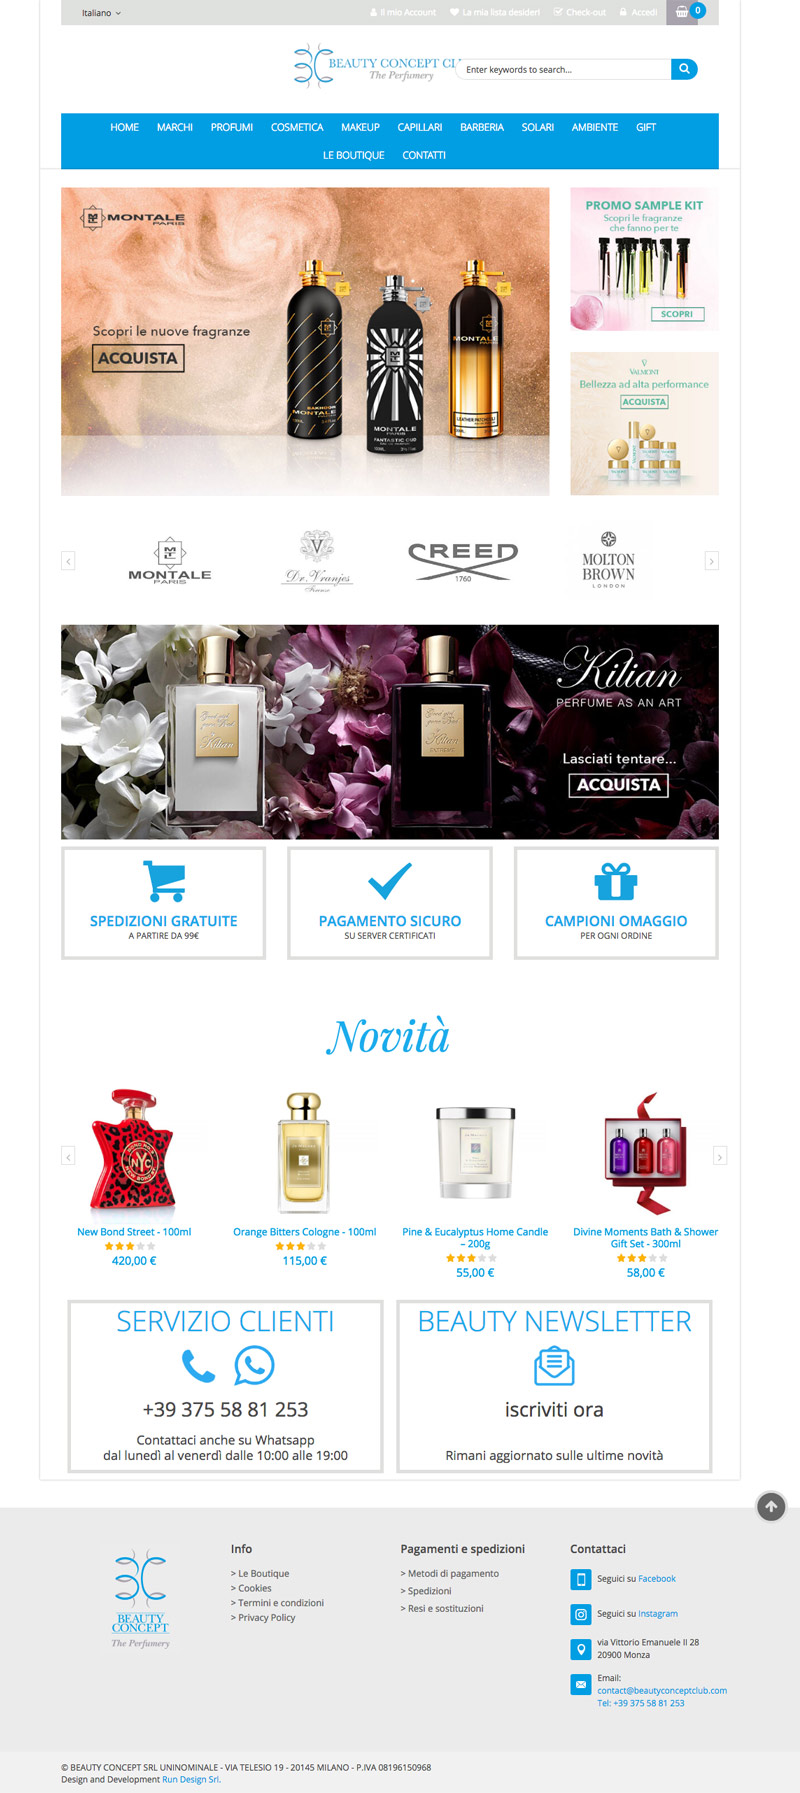 Italiano
Il mio Account
La mia lista desideri
Check-out
Accedi
0
BEAUTY CONCEPT CL
The Perfumery
Enter keywords to search...
HOME MARCHI PROFUMI COSMETICA MAKEUP CAPILLARI BARBERIA SOLARI AMBIENTE GIFT
LE BOUTIQUE CONTATTI
MONTALE
PARIS
Scopri le nuove fragranze
ACQUISTA
MONTALE
MONTALE
FANTASTIC OUD
MONTALE
LEATHER PATCHOULI
PROMO SAMPLE KIT
Scopri le fragranze
che fanno per te
SCOPRI
VALMONT
Bellezza ad alta performance
ACQUISTA
MONTALE
PARIS
Dr. Vranjes
Firenze
CREED
1760
MOLTON
BROWN
LONDON
Kilian
PERFUME AS AN ART
Lasciati tentare...
ACQUISTA
Kilian
Kilian
SPEDIZIONI GRATUITE
A PARTIRE DA 99€
PAGAMENTO SICURO
SU SERVER CERTIFICATI
CAMPIONI OMAGGIO
PER OGNI ORDINE
Novità
NYC
New Bond Street - 100ml
420,00 €
Orange Bitters Cologne - 100ml
115,00 €
Pine & Eucalyptus Home Candle
– 200g
55,00 €
Divine Moments Bath & Shower
Gift Set - 300ml
58,00 €
SERVIZIO CLIENTI
+39 375 58 81 253
Contattaci anche su Whatsapp
dal lunedì al venerdì dalle 10:00 alle 19:00
BEAUTY NEWSLETTER
iscriviti ora
Rimani aggiornato sulle ultime novità
BEAUTY
CONCEPT
The Perfumery
Info
> Le Boutique
> Cookies
> Termini e condizioni
> Privacy Policy
Pagamenti e spedizioni
> Metodi di pagamento
> Spedizioni
> Resi e sostituzioni
Contattaci
Seguici su Facebook
Seguici su Instagram
via Vittorio Emanuele II 28
20900 Monza
Email:
contact@beautyconceptclub.com
Tel: +39 375 58 81 253
© BEAUTY CONCEPT SRL UNINOMINALE - VIA TELESIO 19 - 20145 MILANO - P.IVA 08196150968
Design and Development Run Design Srl.